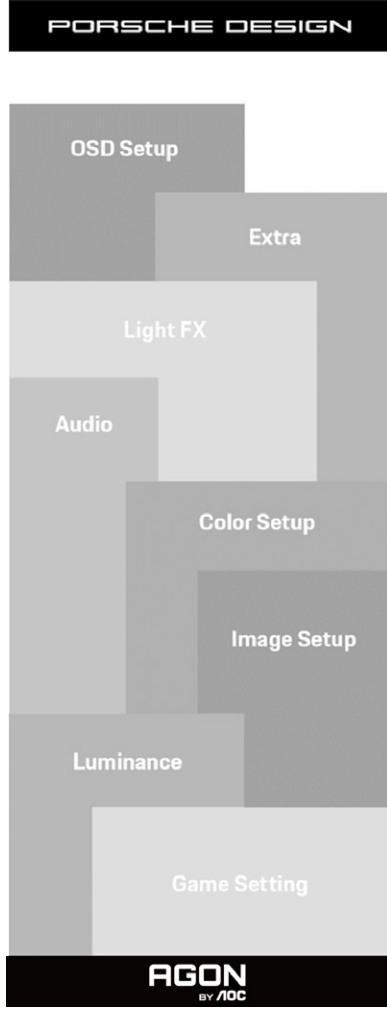 PORSCHE DESIGN
OSD Setup
Extra
Light FX
Audio
Color Setup
Image Setup
Luminance
Game Setting
AGON
BY AOC